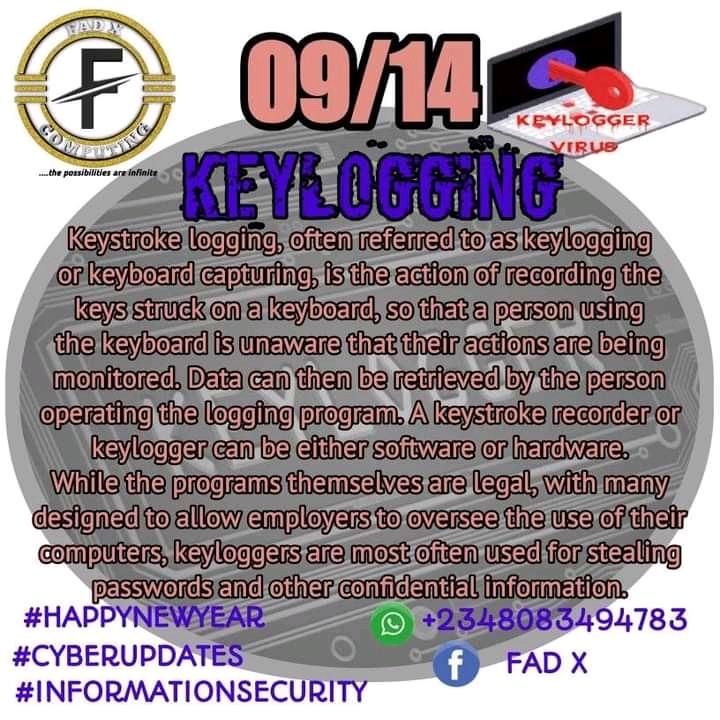 FAD X
F
COMPUTING
....the possibilities are infinite
09/14
KEYLOGGER
VIRUS
KEYLOGGING
Keystroke logging, often referred to as keylogging
or keyboard capturing, is the action of recording the
keys struck on a keyboard, so that a person using
the keyboard is unaware that their actions are being
monitored. Data can then be retrieved by the person
operating the logging program. A keystroke recorder or
keylogger can be either software or hardware.
While the programs themselves are legal, with many
designed to allow employers to oversee the use of their
computers, keyloggers are most often used for stealing
passwords and other confidential information.
KEYLOGGER
#HAPPYNEWYEAR
+2348083494783
#CYBERUPDATES
f FAD X
#INFORMATIONSECURITY